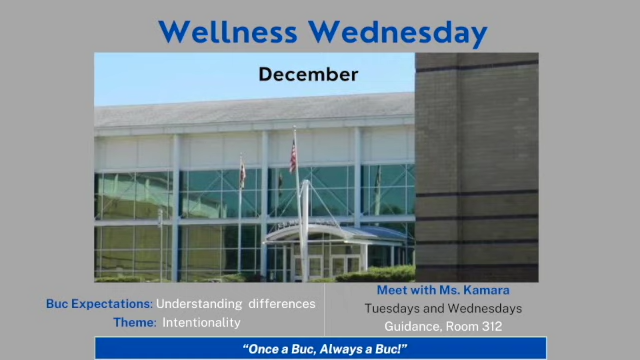 Wellness Wednesday
December
Buc Expectations: Understanding differences
Theme: Intentionality
Meet with Ms. Kamara
Tuesdays and Wednesdays
Guidance, Room 312
“Once a Buc, Always a Buc!”